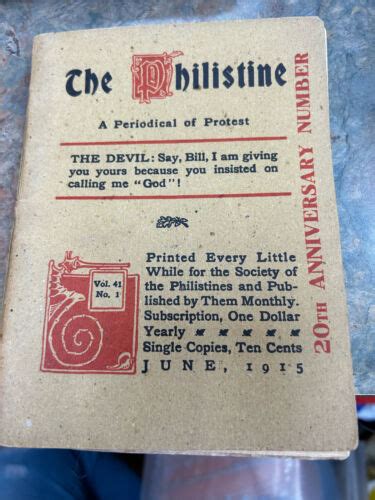 The Philistine
A Periodical of Protest
THE DEVIL: Say, Bill, I am giving
you yours because you insisted on
calling me "God"!
Vol. 41
No. 1
Printed Every Little
While for the Society of
the Philistines and Pub-
lished by Them Monthly.
Subscription, One Dollar
Yearly
Single Copies, Ten Cents
JUNE, 1915
20TH ANNIVERSARY NUMBER